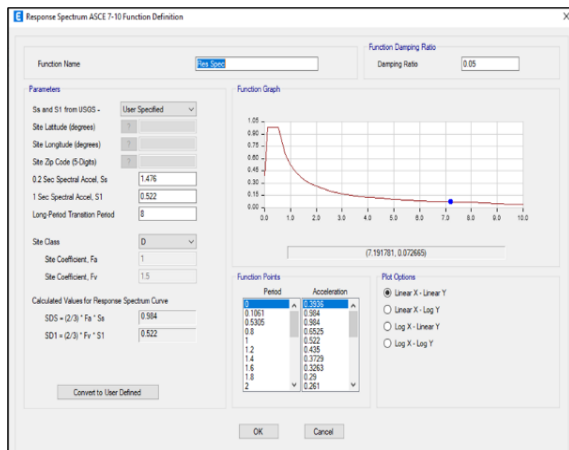 Response Spectrum ASCE 7-10 Function Definition
Function Name
Res Spec
Function Damping Ratio
Damping Ratio
0.05
Parameters
Ss and S1 from USGS - User Specified
Site Latitude (degrees) ?
Site Longitude (degrees) ?
Site Zip Code (5-Digits) ?
0.2 Sec Spectral Accel, Ss 1.476
1 Sec Spectral Accel, S1 0.522
Long-Period Transition Period 8
Site Class D
Site Coefficient, Fa 1
Site Coefficient, Fv 1.5
Calculated Values for Response Spectrum Curve
SDS = (2/3) * Fa * Ss 0.984
SD1 = (2/3) * Fv * S1 0.522
Convert to User Defined
Function Graph
1.05
0.90
0.75
0.60
0.45
0.30
0.15
0.00
0.0 1.0 2.0 3.0 4.0 5.0 6.0 7.0 8.0 9.0 10.0
(7.191781, 0.072665)
Function Points
Period Acceleration
0 0.3936
0.1061 0.984
0.5305 0.984
0.8 0.6525
1 0.522
1.2 0.435
1.4 0.3729
1.6 0.3263
1.8 0.29
2 0.261
Plot Options
Linear X - Linear Y
Linear X - Log Y
Log X - Linear Y
Log X - Log Y
OK Cancel